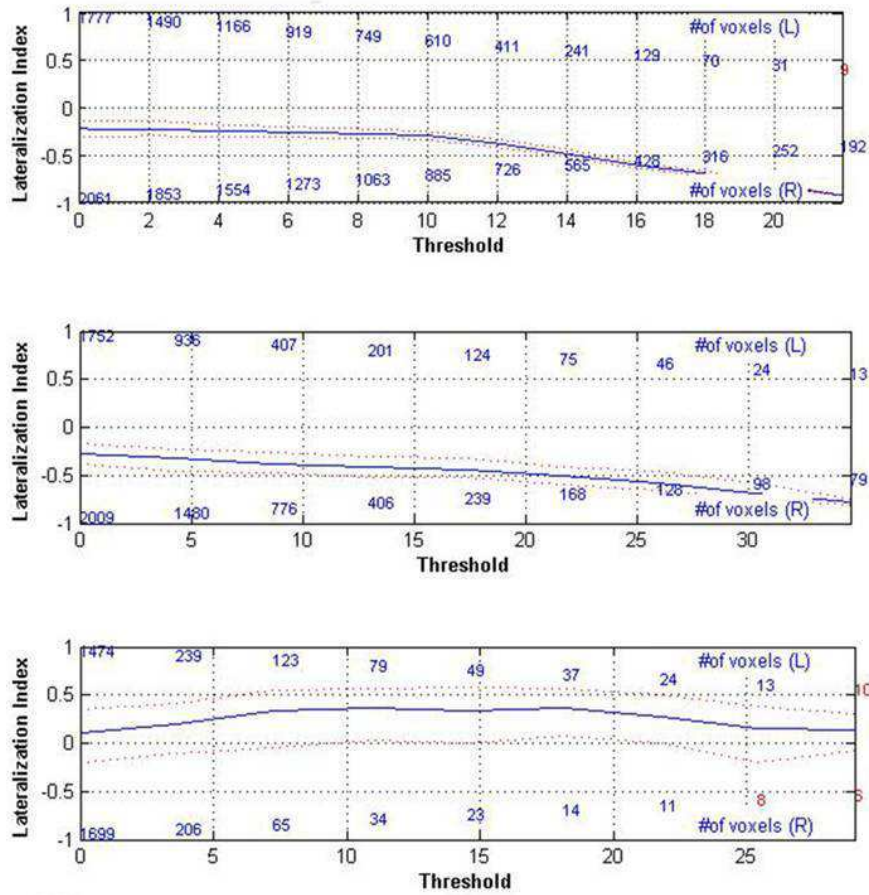 1
1777 1490 1166 919 749 610 411 241 129 70 31 9
#of voxels (L)
0.5
0
-0.5
2061 1853 1554 1273 1063 885 726 565 428 316 252 192
#of voxels (R)
-1
0 2 4 6 8 10 12 14 16 18 20
Lateralization Index
Threshold
1
1752 936 407 201 124 75 46 24 13
#of voxels (L)
0.5
0
-0.5
2009 1480 776 406 239 168 128 98 79
#of voxels (R)
-1
0 5 10 15 20 25 30
Lateralization Index
Threshold
1
1474 239 123 79 49 37 24 13 10
#of voxels (L)
0.5
0
-0.5
1699 206 65 34 23 14 11 8 6
#of voxels (R)
-1
0 5 10 15 20 25
Lateralization Index
Threshold